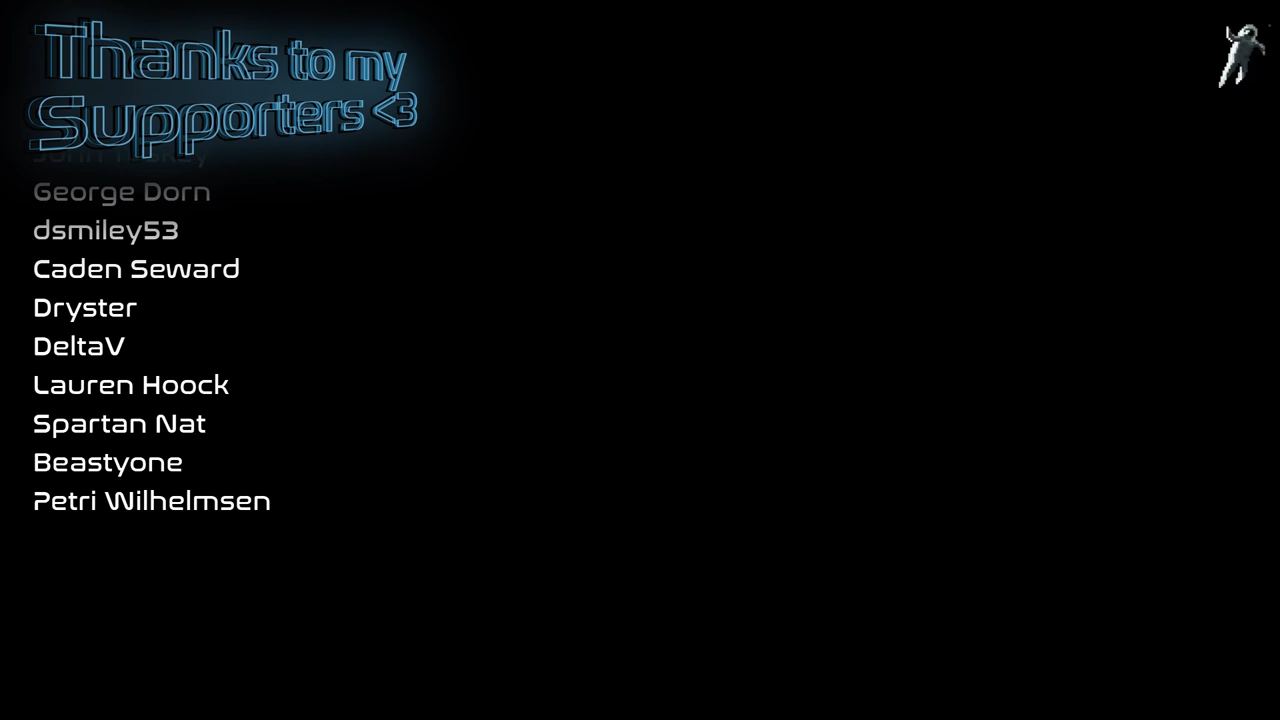 Thanks to my
Supporters <3
George Dorn
dsmiley53
Caden Seward
Dryster
DeltaV
Lauren Hoock
Spartan Nat
Beastyone
Petri Wilhelmsen